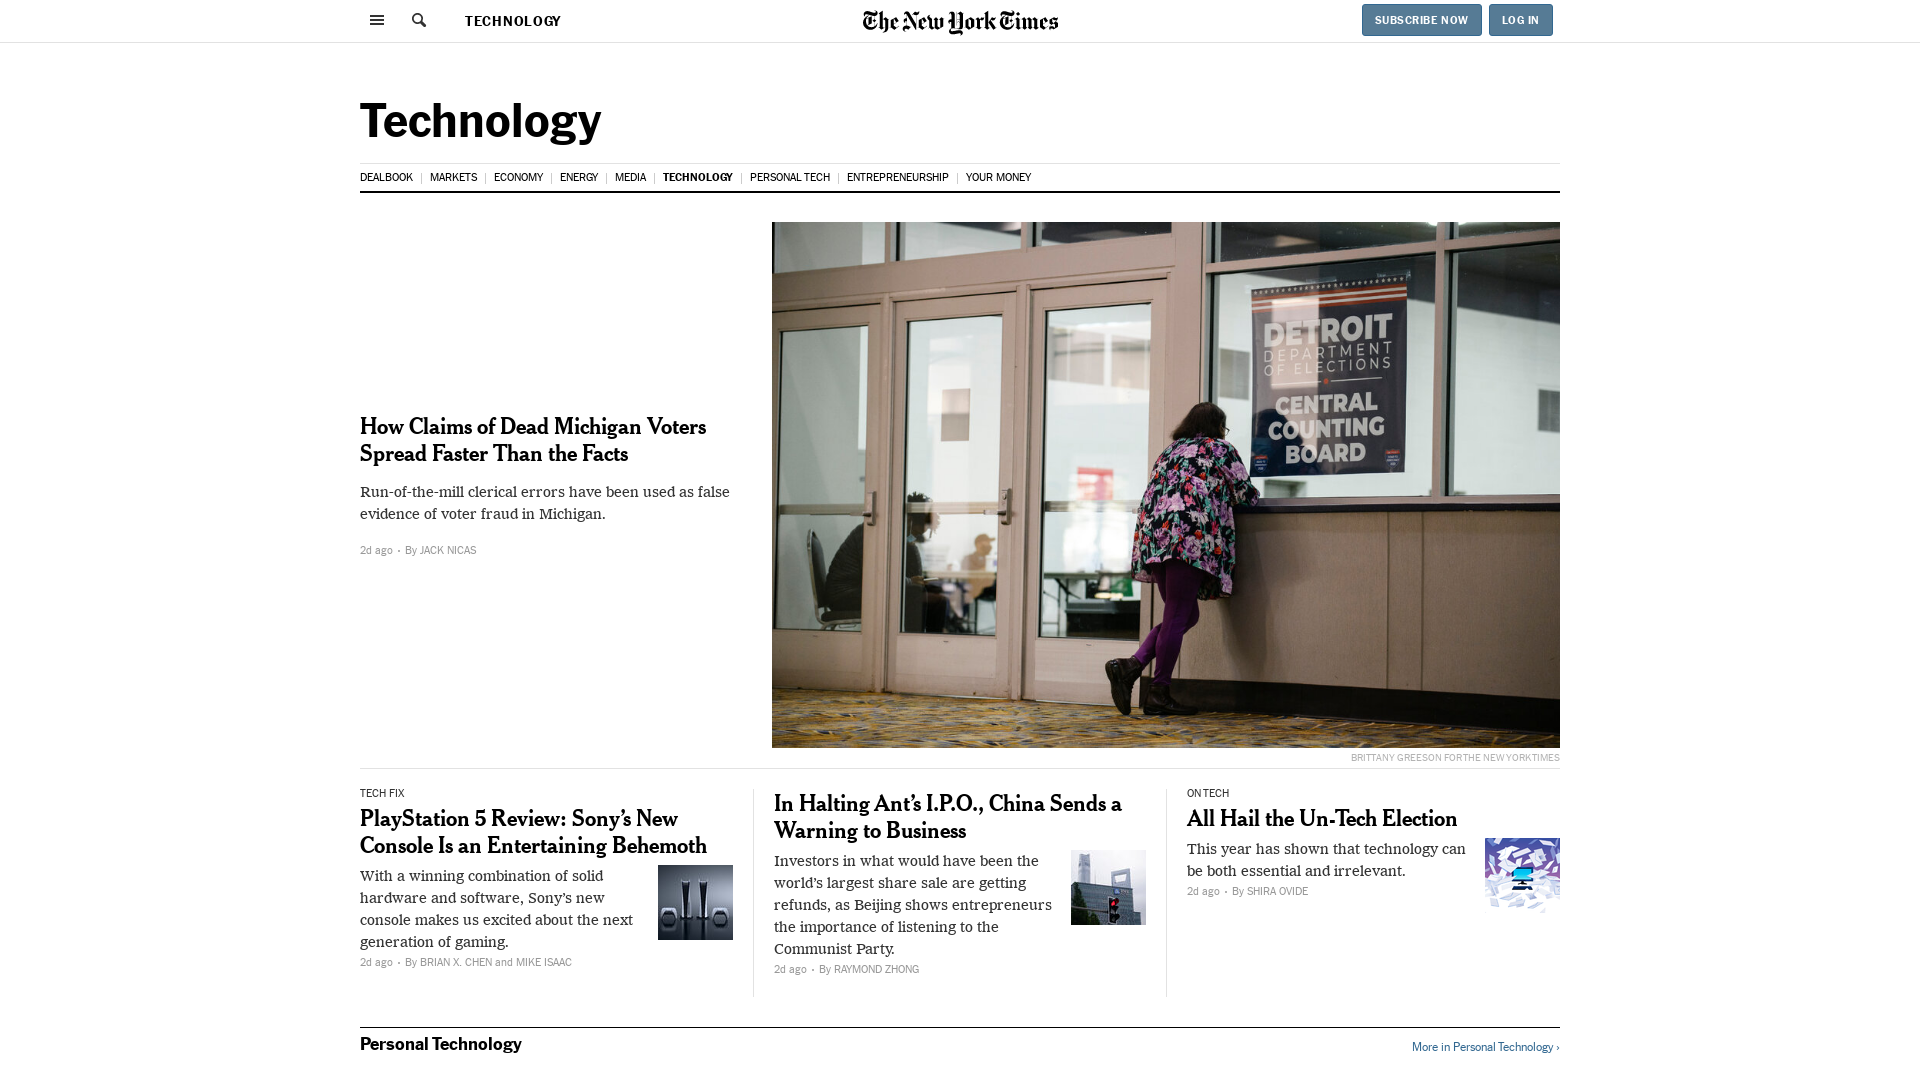 TECHNOLOGY
The New York Times
SUBSCRIBE NOW
LOG IN
Technology
DEALBOOK
MARKETS
ECONOMY
ENERGY
MEDIA
TECHNOLOGY
PERSONAL TECH
ENTREPRENEURSHIP
YOUR MONEY
How Claims of Dead Michigan Voters
Spread Faster Than the Facts
Run-of-the-mill clerical errors have been used as false
evidence of voter fraud in Michigan.
2d ago • By JACK NICAS
DETROIT
DEPARTMENT
OF ELECTIONS
CENTRAL
COUNTING
BOARD
BRITTANY GREESON FOR THE NEW YORK TIMES
TECH FIX
PlayStation 5 Review: Sony’s New
Console Is an Entertaining Behemoth
With a winning combination of solid
hardware and software, Sony’s new
console makes us excited about the next
generation of gaming.
2d ago • By BRIAN X. CHEN and MIKE ISAAC
In Halting Ant’s I.P.O., China Sends a
Warning to Business
Investors in what would have been the
world’s largest share sale are getting
refunds, as Beijing shows entrepreneurs
the importance of listening to the
Communist Party.
2d ago • By RAYMOND ZHONG
ON TECH
All Hail the Un-Tech Election
This year has shown that technology can
be both essential and irrelevant.
2d ago • By SHIRA OVIDE
Personal Technology
More in Personal Technology ›